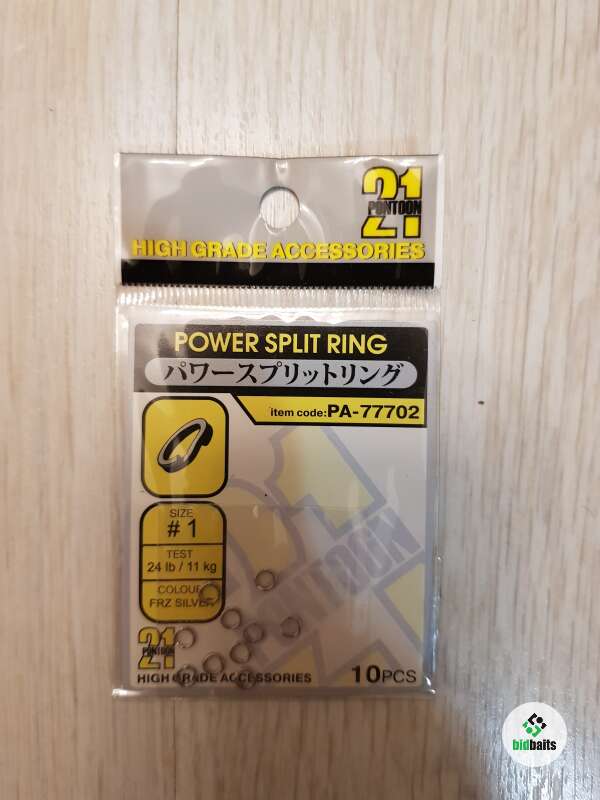 21
PONTOON
HIGH GRADE ACCESSORIES
POWER SPLIT RING
パワースプリットリング
item code: PA-77702
SIZE
#1
TEST
24 lb / 11 kg
COLOUR
FRZ SILVER
PONTOON
21
PONTOON
HIGH GRADE ACCESSORIES
10PCS
bidbaits